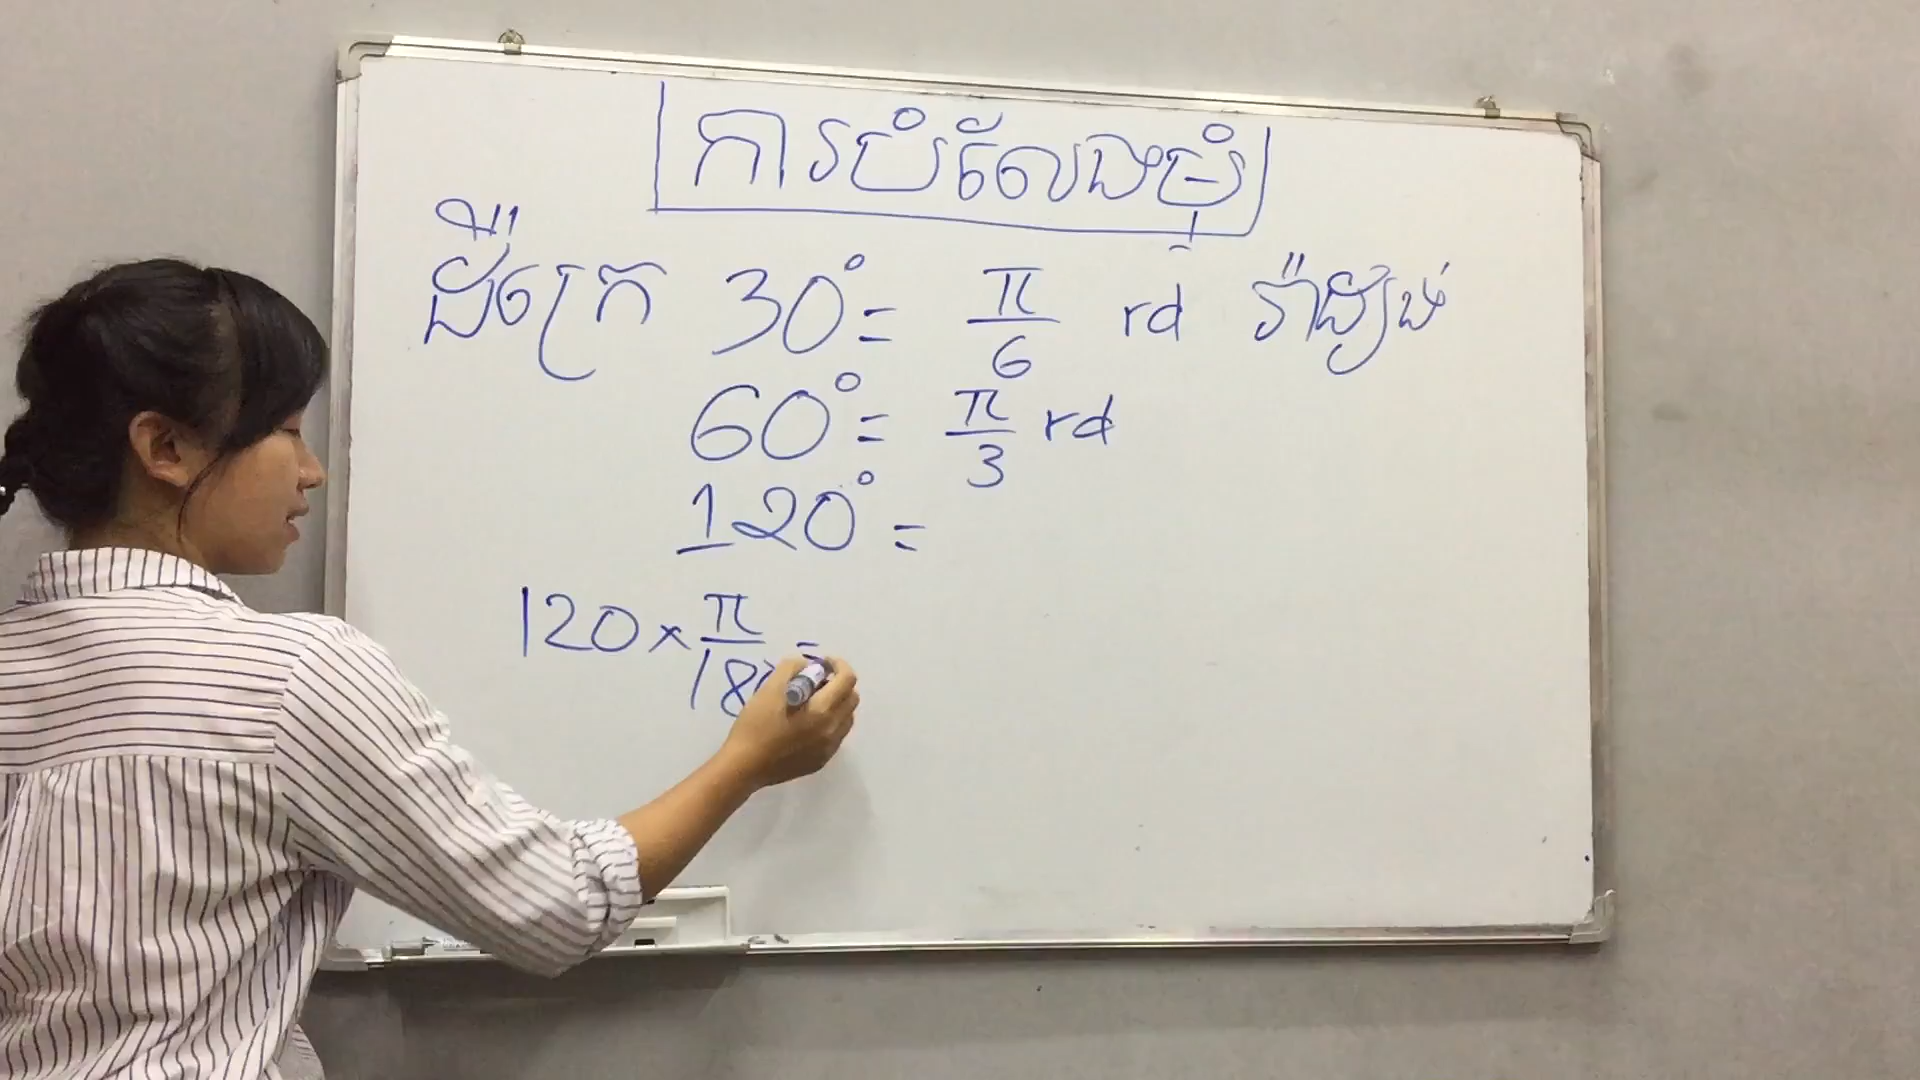 ការបំលែងមុំ
ដឺក្រេ 30° = π/6 rd រ៉ាដ្យង់
60° = π/3 rd
120° =
120 × π/180 =